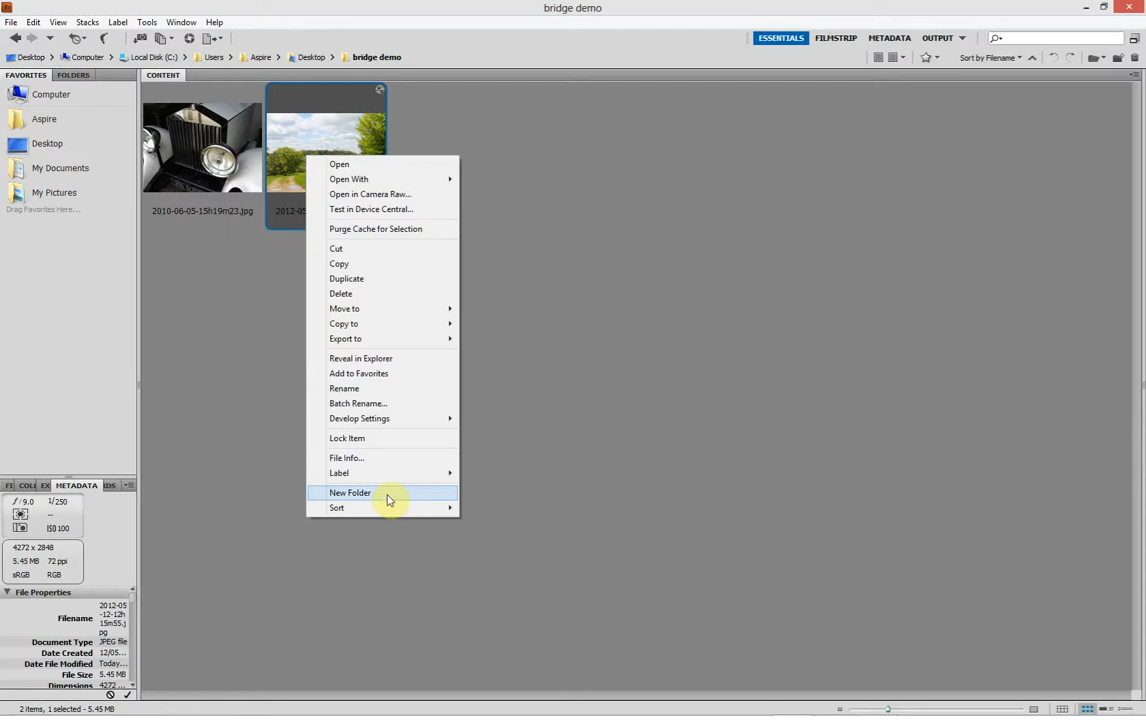 Br
bridge demo
File Edit View Stacks Label Tools Window Help
ESSENTIALS FILMSTRIP METADATA OUTPUT
Desktop Computer Local Disk (C:) Users Aspire Desktop bridge demo
Sort by Filename
FAVORITES FOLDERS
CONTENT
Computer
Aspire
Desktop
My Documents
My Pictures
Drag Favorites Here...
2010-06-05-15h19m23.jpg
2012-05
Open
Open With
Open in Camera Raw...
Test in Device Central...
Purge Cache for Selection
Cut
Copy
Duplicate
Delete
Move to
Copy to
Export to
Reveal in Explorer
Add to Favorites
Rename
Batch Rename...
Develop Settings
Lock Item
File Info...
Label
New Folder
Sort
FI COLI EX METADATA RDS
f/9.0 1/250
--
ISO 100
4272 x 2848
5.45 MB 72 ppi
sRGB RGB
File Properties
Filename
2012-05
-12-12h
15m55.j
pg
Document Type JPEG file
Date Created 12/05...
Date File Modified Today...
File Size 5.45 MB
Dimensions 4272 ...
2 items, 1 selected - 5.45 MB